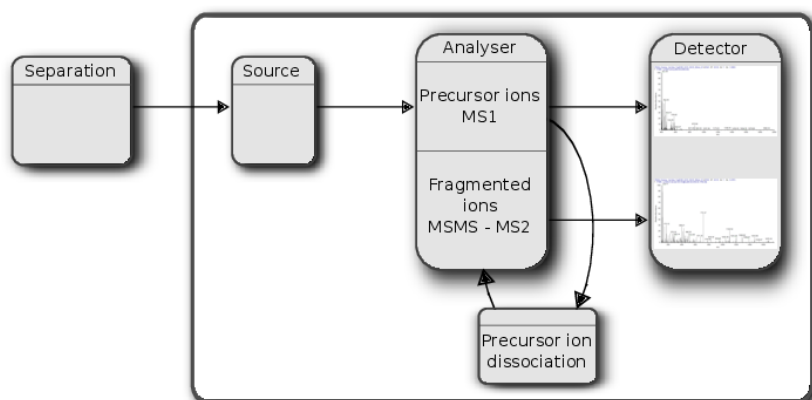 Separation
Source
Analyser
Precursor ions
MS1
Fragmented
ions
MSMS - MS2
Detector
Precursor ion
dissociation